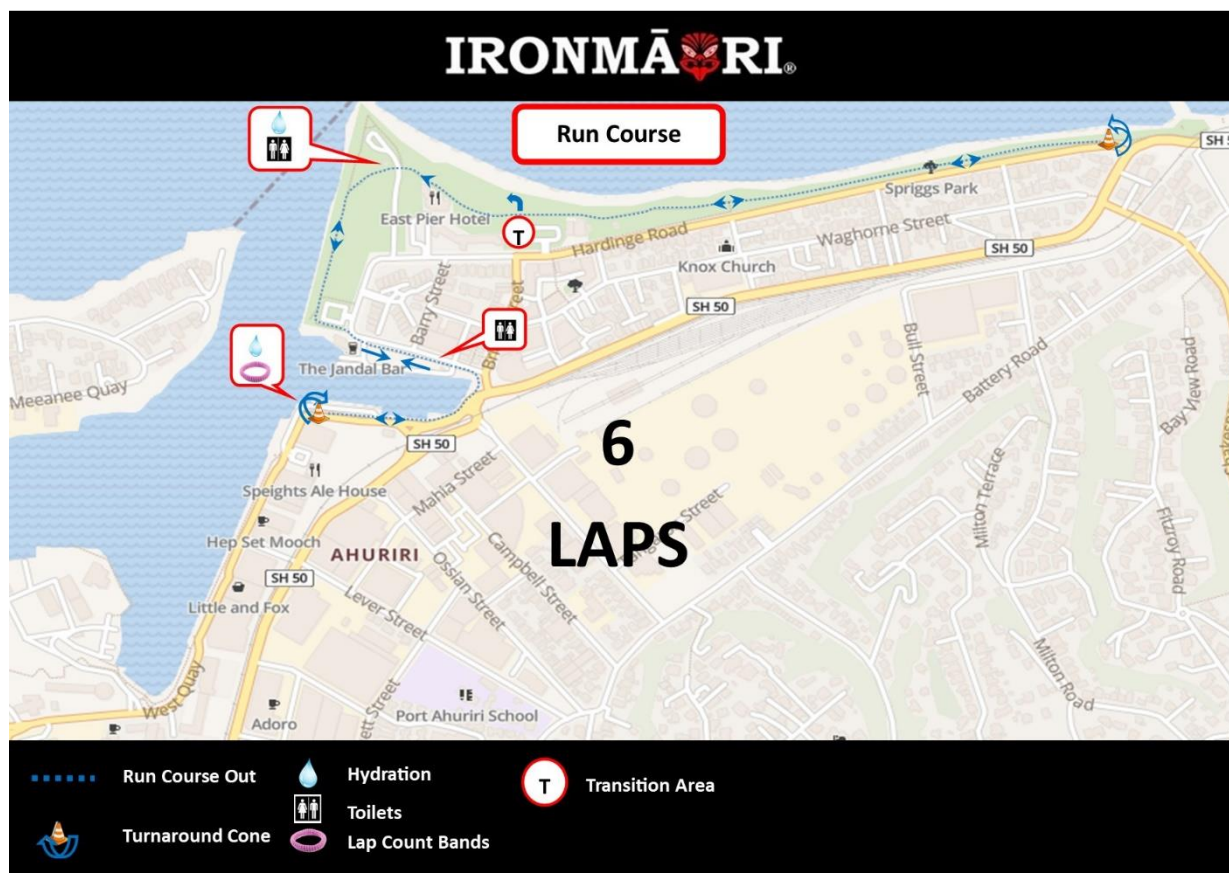 IRONMĀORI®
Run Course
SH 5
Spriggs Park
East Pier Hotel
T
Hardinge Road
Waghorne Street
Knox Church
SH 50
SH 50
Barry Street
Bull Street
Battery Road
Bay View Road
The Jandal Bar
Meeanee Quay
SH 50
6
LAPS
Mahia Street
Speights Ale House
Milton Terrace
Fitzroy Road
Hep Set Mooch
AHURIRI
Ossian Street
Campbell Street
SH 50
Little and Fox
Lever Street
Milton Road
West Quay
Port Ahuriri School
Adoro
ett Street
Run Course Out
Hydration
T
Transition Area
Toilets
Turnaround Cone
Lap Count Bands